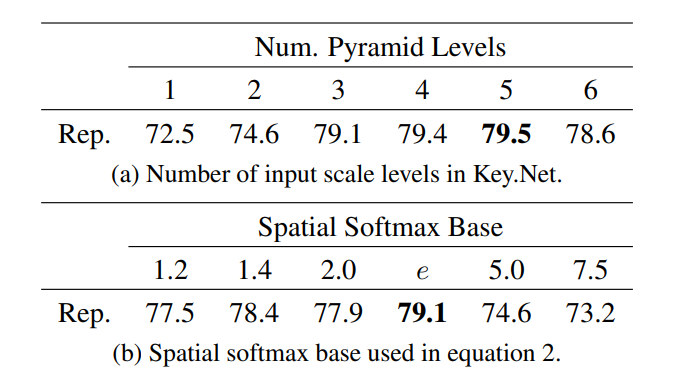 Num. Pyramid Levels
1 2 3 4 5 6
Rep. 72.5 74.6 79.1 79.4 79.5 78.6
(a) Number of input scale levels in Key.Net.
Spatial Softmax Base
1.2 1.4 2.0 e 5.0 7.5
Rep. 77.5 78.4 77.9 79.1 74.6 73.2
(b) Spatial softmax base used in equation 2.